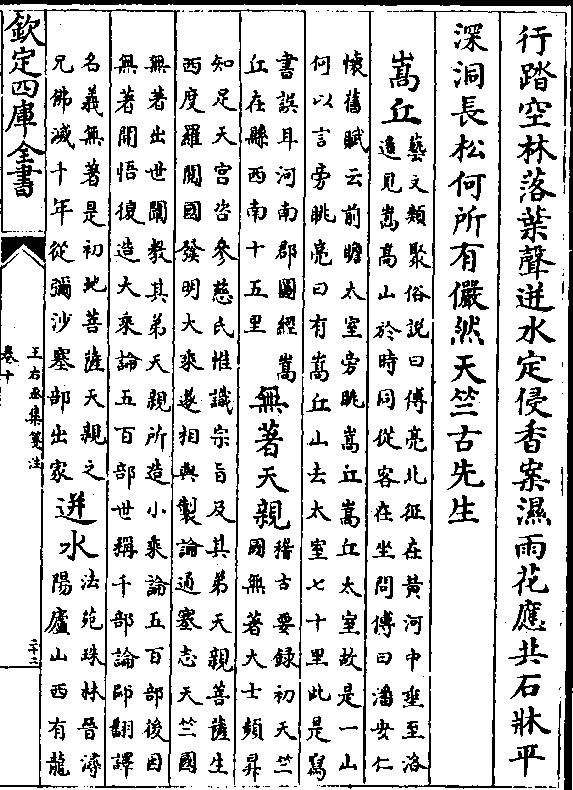 行踏空林落葉聲迸水定侵香案濕雨花應共石牀平
深洞長松何所有儼然天竺古先生
嵩丘
藝文類聚俗說曰傅亮北征在黄河中垂至洛
遥見嵩高山於時同從客在坐問傅曰潘安仁
懷舊賦云前瞻太室旁眺嵩丘嵩丘太室故是一山
何以言旁眺亮曰有嵩丘山去太室七十里此是寫
書誤耳河南郡圖經嵩
丘在縣西南十五里
無著天親
稽古要錄初天竺
國無著大士頻昇
知足天宫咨參慈氏惟識宗旨及其弟天親菩薩生
西度羅閱國發明大乘遞相與製論通塞志天竺國
無著出世闡教其弟天親所造小乘論五百部後因
無著開悟復造大乘論五百部世稱千部論師翻譯
名義無著是初地菩薩天親之
兄佛滅十年從彌沙塞部出家
迸水
法苑珠林晉潯
陽廬山西有龍
欽定四庫全書
王右丞集箋注
卷十
二十三